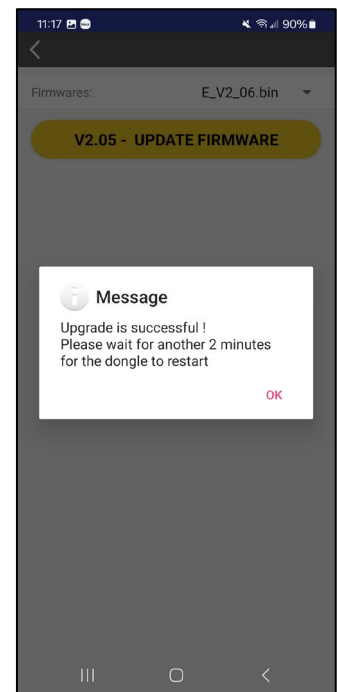 11:17 90%
Firmwares: E_V2_06.bin
V2.05 - UPDATE FIRMWARE
Message
Upgrade is successful !
Please wait for another 2 minutes
for the dongle to restart
OK